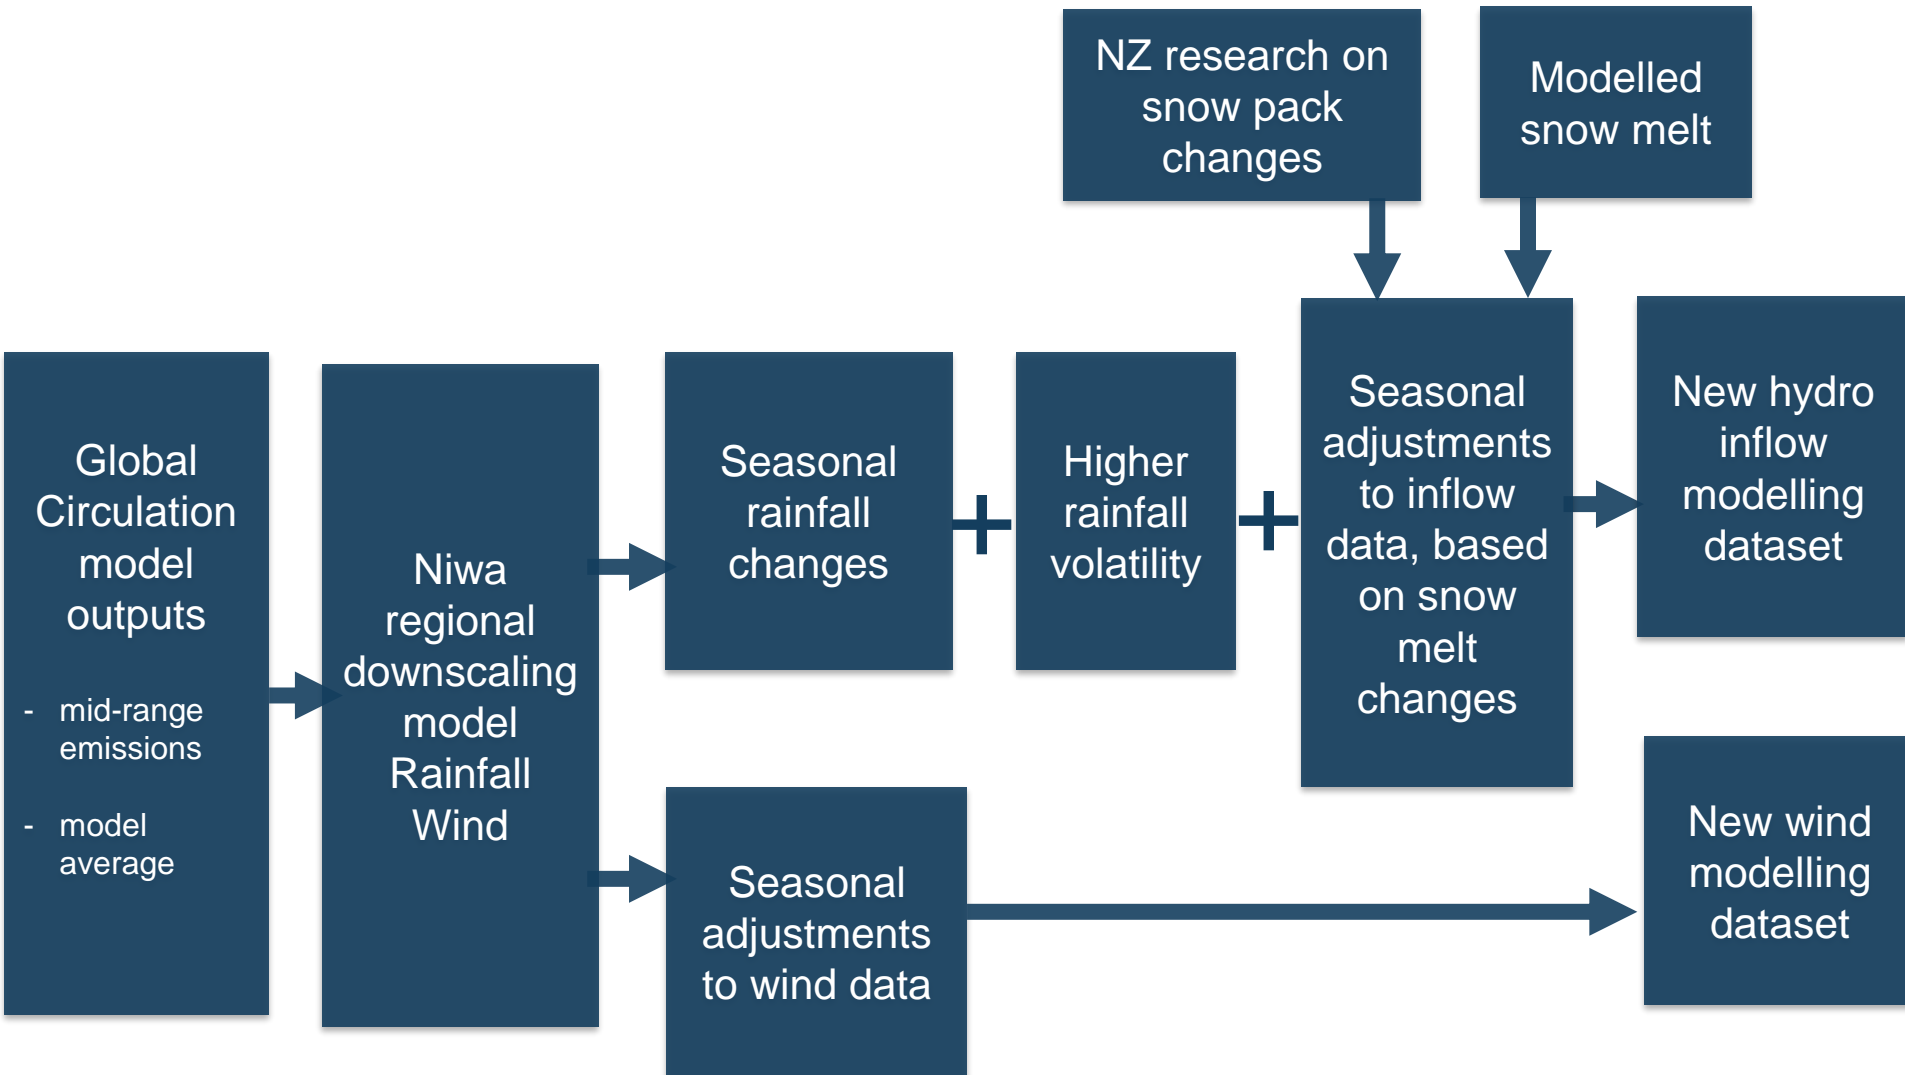 NZ research on
snow pack
changes
Modelled
snow melt
Global
Circulation
model
outputs
- mid-range
emissions
- model
average
Niwa
regional
downscaling
model
Rainfall
Wind
Seasonal
rainfall
changes
+
Higher
rainfall
volatility
+
Seasonal
adjustments
to inflow
data, based
on snow
melt
changes
New hydro
inflow
modelling
dataset
Seasonal
adjustments
to wind data
New wind
modelling
dataset